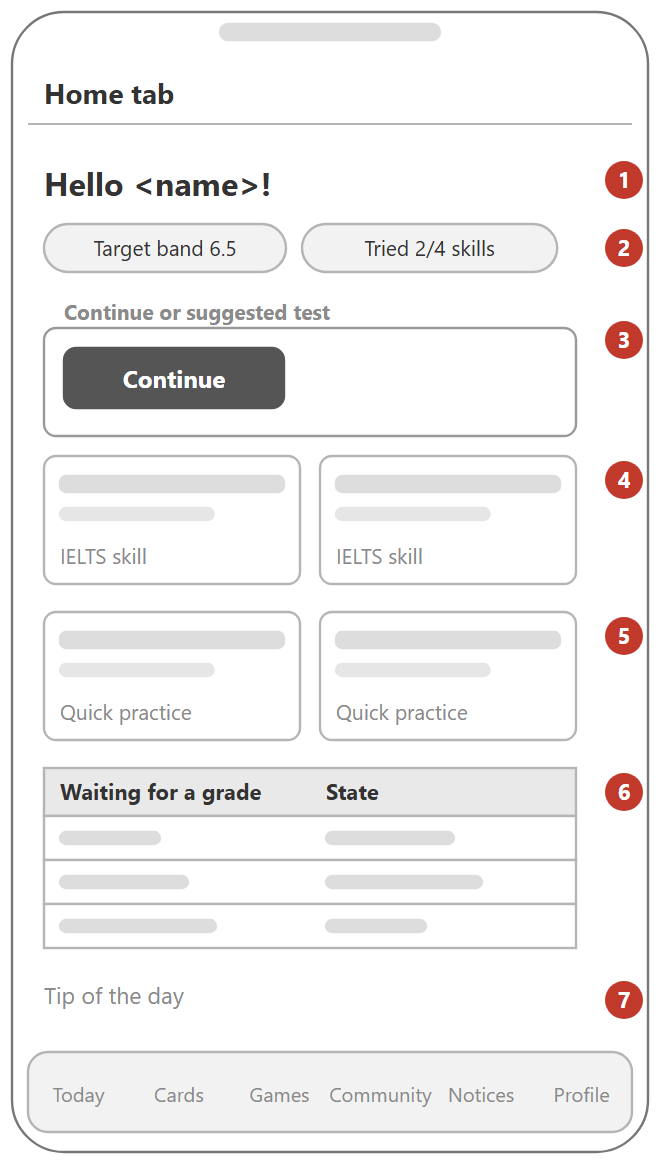 Home tab
Hello <name>!
1
Target band 6.5
Tried 2/4 skills
2
Continue or suggested test
3
Continue
4
IELTS skill
IELTS skill
5
Quick practice
Quick practice
Waiting for a grade
State
6
Tip of the day
7
Today
Cards
Games
Community
Notices
Profile